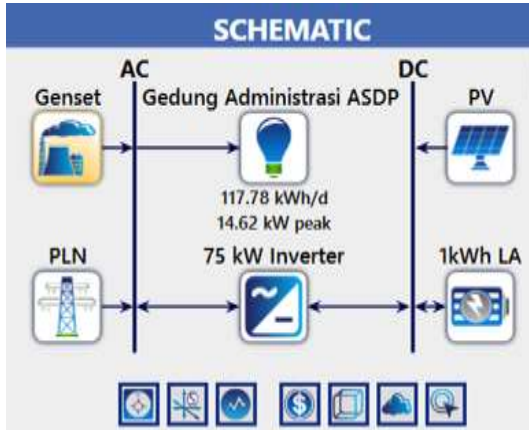 SCHEMATIC
AC DC
Genset Gedung Administrasi ASDP PV
117.78 kWh/d
14.62 kW peak
PLN 75 kW Inverter 1kWh LA